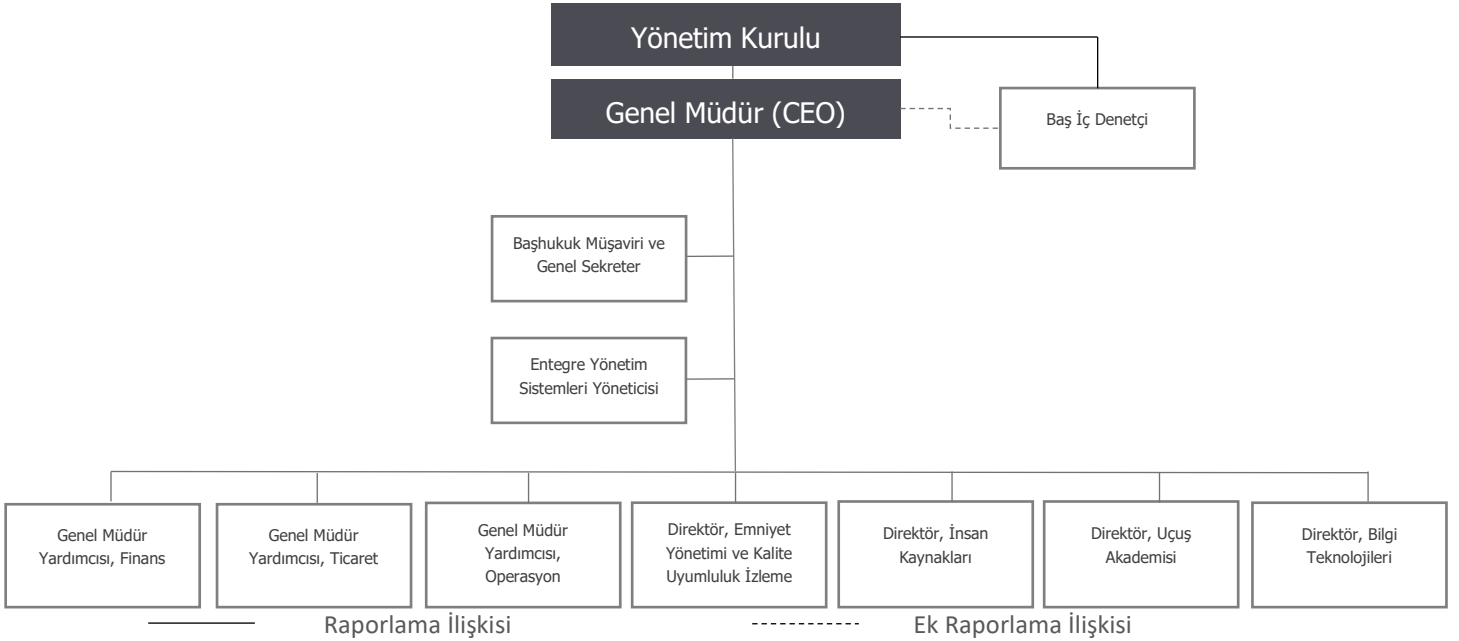 Yönetim Kurulu
Genel Müdür (CEO)
Baş İç Denetçi
Başhukuk Müşaviri ve
Genel Sekreter
Entegre Yönetim
Sistemleri Yöneticisi
Genel Müdür
Yardımcısı, Finans
Genel Müdür
Yardımcısı, Ticaret
Genel Müdür
Yardımcısı,
Operasyon
Direktör, Emniyet
Yönetimi ve Kalite
Uyumluluk İzleme
Direktör, İnsan
Kaynakları
Direktör, Uçuş
Akademisi
Direktör, Bilgi
Teknolojileri
Raporlama İlişkisi
Ek Raporlama İlişkisi